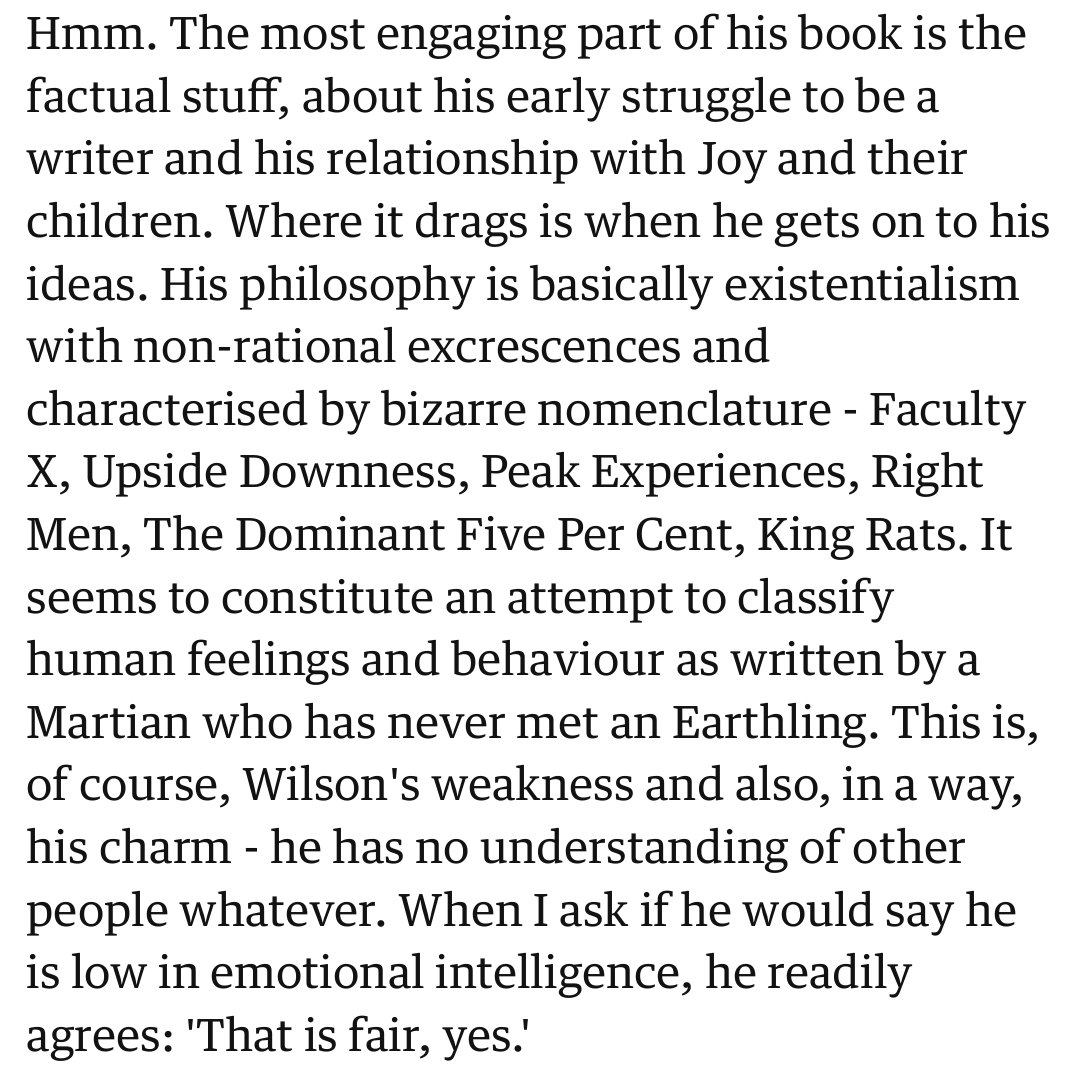 Hmm. The most engaging part of his book is the
factual stuff, about his early struggle to be a
writer and his relationship with Joy and their
children. Where it drags is when he gets on to his
ideas. His philosophy is basically existentialism
with non-rational excrescences and
characterised by bizarre nomenclature - Faculty
X, Upside Downness, Peak Experiences, Right
Men, The Dominant Five Per Cent, King Rats. It
seems to constitute an attempt to classify
human feelings and behaviour as written by a
Martian who has never met an Earthling. This is,
of course, Wilson's weakness and also, in a way,
his charm - he has no understanding of other
people whatever. When I ask if he would say he
is low in emotional intelligence, he readily
agrees: 'That is fair, yes.'